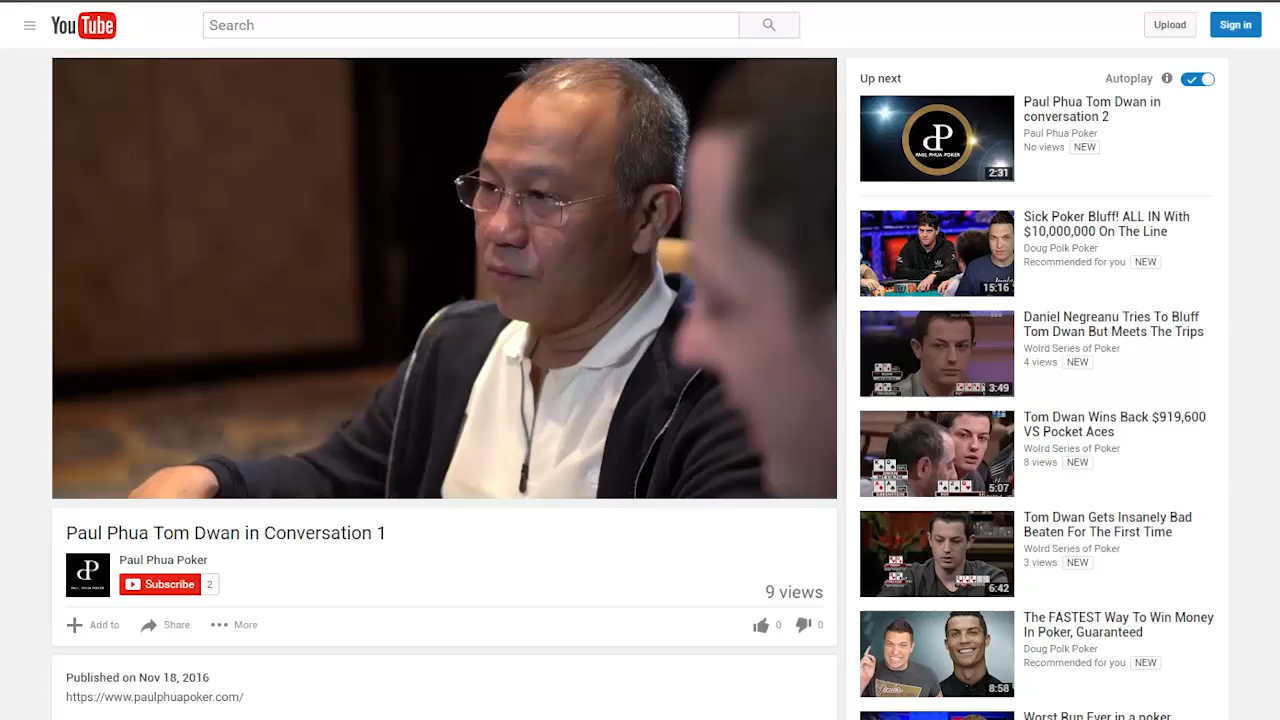 YouTube
Search
Upload
Sign in
Up next
Autoplay
Paul Phua Tom Dwan in
conversation 2
Paul Phua Poker
No views NEW
dP
PAUL PHUA POKER
2:31
Sick Poker Bluff! ALL IN With
$10,000,000 On The Line
Doug Polk Poker
Recommended for you NEW
15:16
Daniel Negreanu Tries To Bluff
Tom Dwan But Meets The Trips
Wolrd Series of Poker
4 views NEW
3:49
Tom Dwan Wins Back $919,600
VS Pocket Aces
Wolrd Series of Poker
8 views NEW
5:07
Tom Dwan Gets Insanely Bad
Beaten For The First Time
Wolrd Series of Poker
3 views NEW
6:42
The FASTEST Way To Win Money
In Poker, Guaranteed
Doug Polk Poker
Recommended for you NEW
8:58
Worst Run Ever in a poker
Paul Phua Tom Dwan in Conversation 1
dP
PAUL PHUA POKER
Paul Phua Poker
Subscribe 2
9 views
Add to
Share
More
0
0
Published on Nov 18, 2016
https://www.paulphuapoker.com/